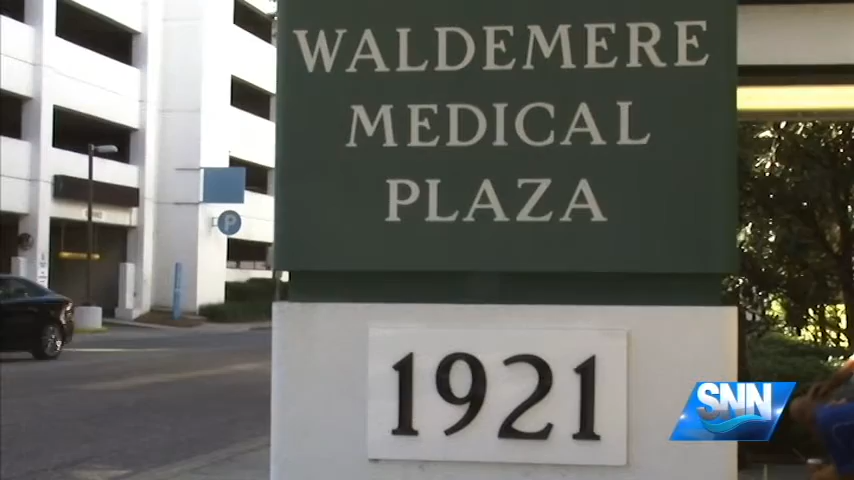 WALDEMERE
MEDICAL
PLAZA
1921
P
SNN